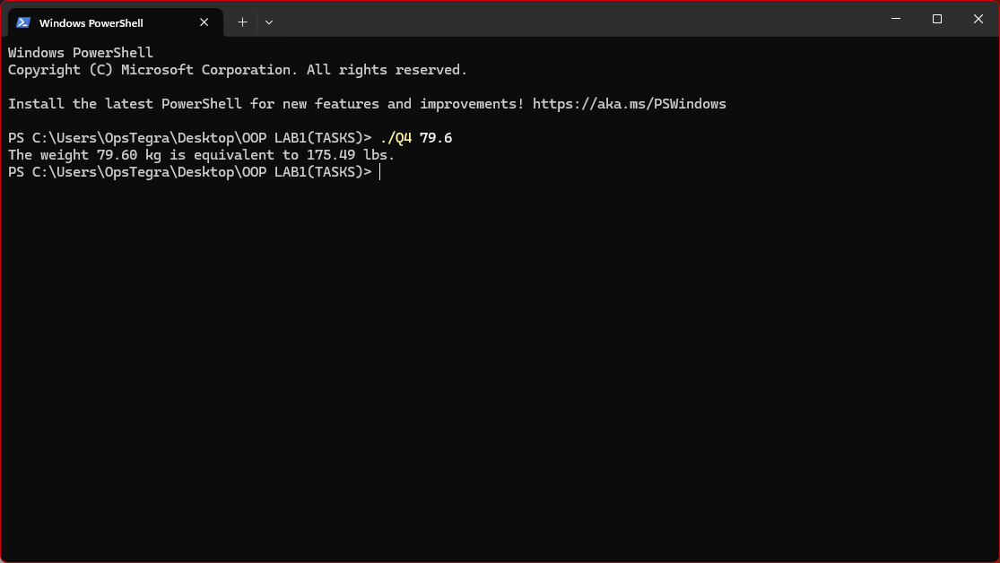 Windows PowerShell
Windows PowerShell
Copyright (C) Microsoft Corporation. All rights reserved.
Install the latest PowerShell for new features and improvements! https://aka.ms/PSWindows
PS C:\Users\OpsTegra\Desktop\OOP LAB1(TASKS)> ./Q4 79.6
The weight 79.60 kg is equivalent to 175.49 lbs.
PS C:\Users\OpsTegra\Desktop\OOP LAB1(TASKS)>